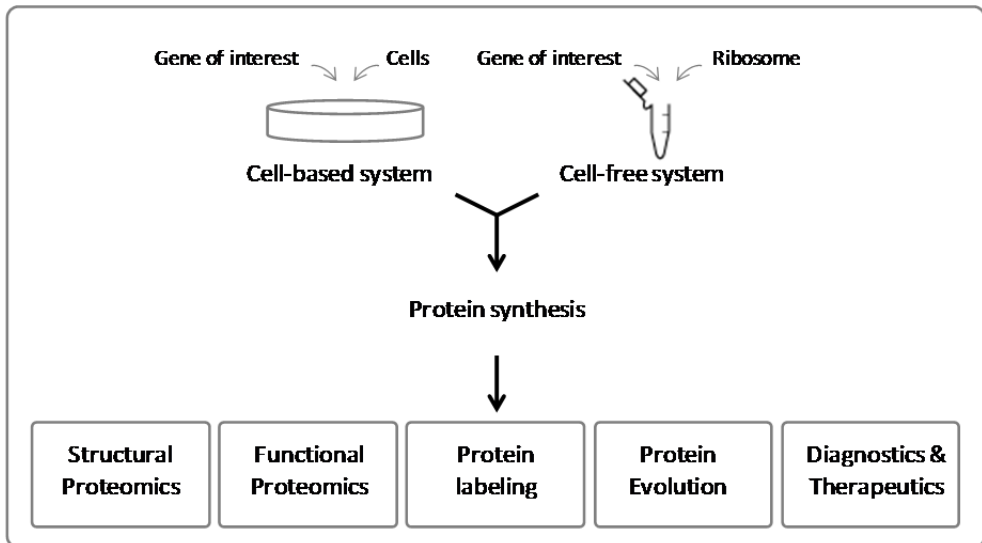 Gene of interest
Cells
Gene of interest
Ribosome
Cell-based system
Cell-free system
Protein synthesis
Structural
Proteomics
Functional
Proteomics
Protein
labeling
Protein
Evolution
Diagnostics &
Therapeutics